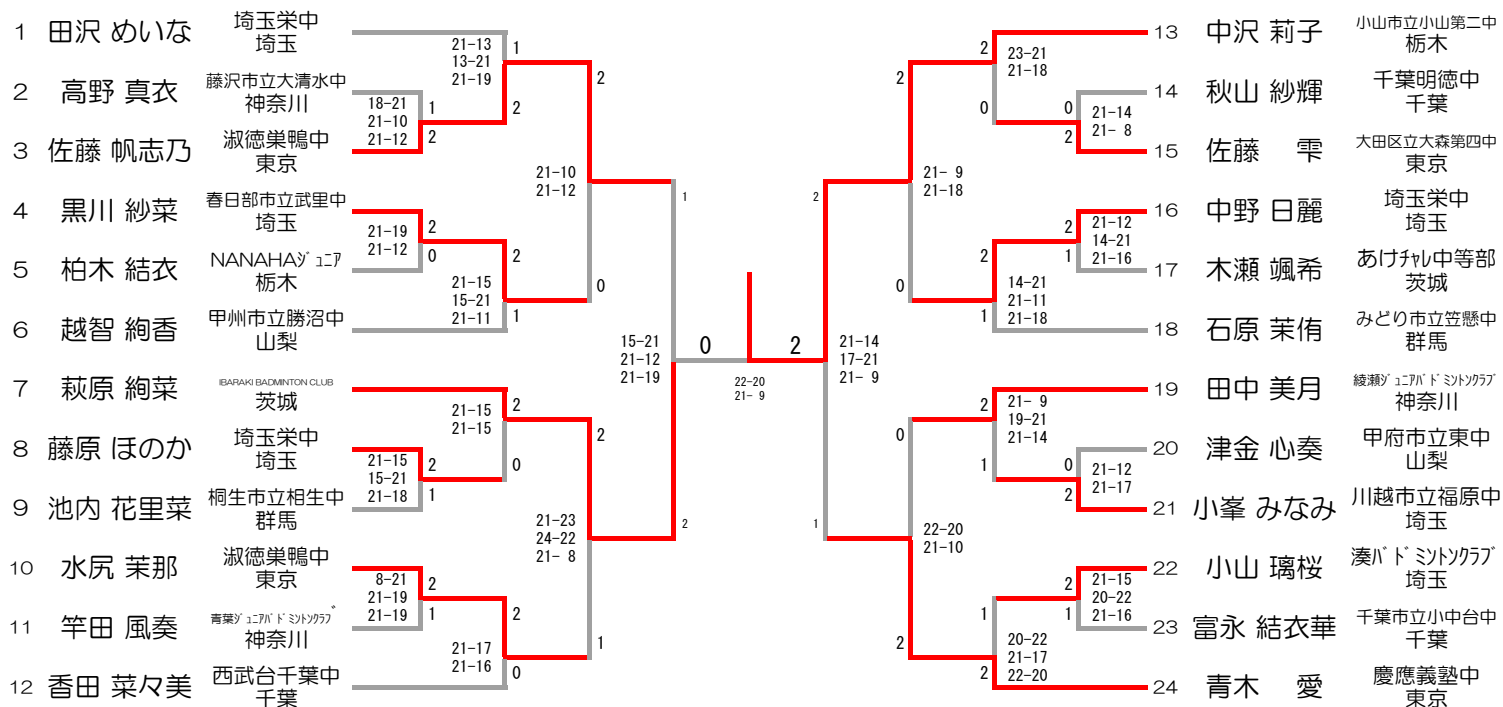 1 田沢 めいな 埼玉栄中
埼玉
2 高野 真衣 藤沢市立大清水中
神奈川
3 佐藤 帆志乃 淑徳巣鴨中
東京
4 黒川 紗菜 春日部市立武里中
埼玉
5 柏木 結衣 NANAHAジュニア
栃木
6 越智 絢香 甲州市立勝沼中
山梨
7 萩原 絢菜 IBARAKI BADMINTON CLUB
茨城
8 藤原 ほのか 埼玉栄中
埼玉
9 池内 花里菜 桐生市立相生中
群馬
10 水尻 茉那 淑徳巣鴨中
東京
11 竿田 風奏 青葉ジュニアバドミントンクラブ
神奈川
12 香田 菜々美 西武台千葉中
千葉
18-21 1
21-10
21-12 2
21-19 2
21-12 0
21-15 2
15-21
21-18 1
8-21 2
21-19
21-19 1
21-13 1
13-21
21-19 2
2
21-15
15-21
21-11 1
21-15 2
21-15
0
2
21-17
21-16 0
2
21-10
21-12
0
2
21-23
24-22
21- 8
1
1
15-21
21-12
21-19
2
0 2
22-20
21- 9
2
21-14
17-21
21- 9
1
2
21- 9
21-18
0
0
22-20
21-10
2
2 23-21
21-18
0
2
14-21
21-11
1 21-18
2 21- 9
19-21
21-14
1
1
20-22
21-17
2 22-20
0
21-14
2 21- 8
2 21-12
14-21
1 21-16
0
21-12
2 21-17
2 21-15
20-22
1 21-16
13 中沢 莉子 小山市立小山第二中
栃木
14 秋山 紗輝 千葉明徳中
千葉
15 佐藤 雫 大田区立大森第四中
東京
16 中野 日麗 埼玉栄中
埼玉
17 木瀬 颯希 あけぼの中等部
茨城
18 石原 茉侑 みどり市立笠懸中
群馬
19 田中 美月 綾瀬ジュニアバドミントンクラブ
神奈川
20 津金 心奏 甲府市立東中
山梨
21 小峯 みなみ 川越市立福原中
埼玉
22 小山 璃桜 湊バドミントンクラブ
埼玉
23 富永 結衣華 千葉市立小中台中
千葉
24 青木 愛 慶應義塾中
東京